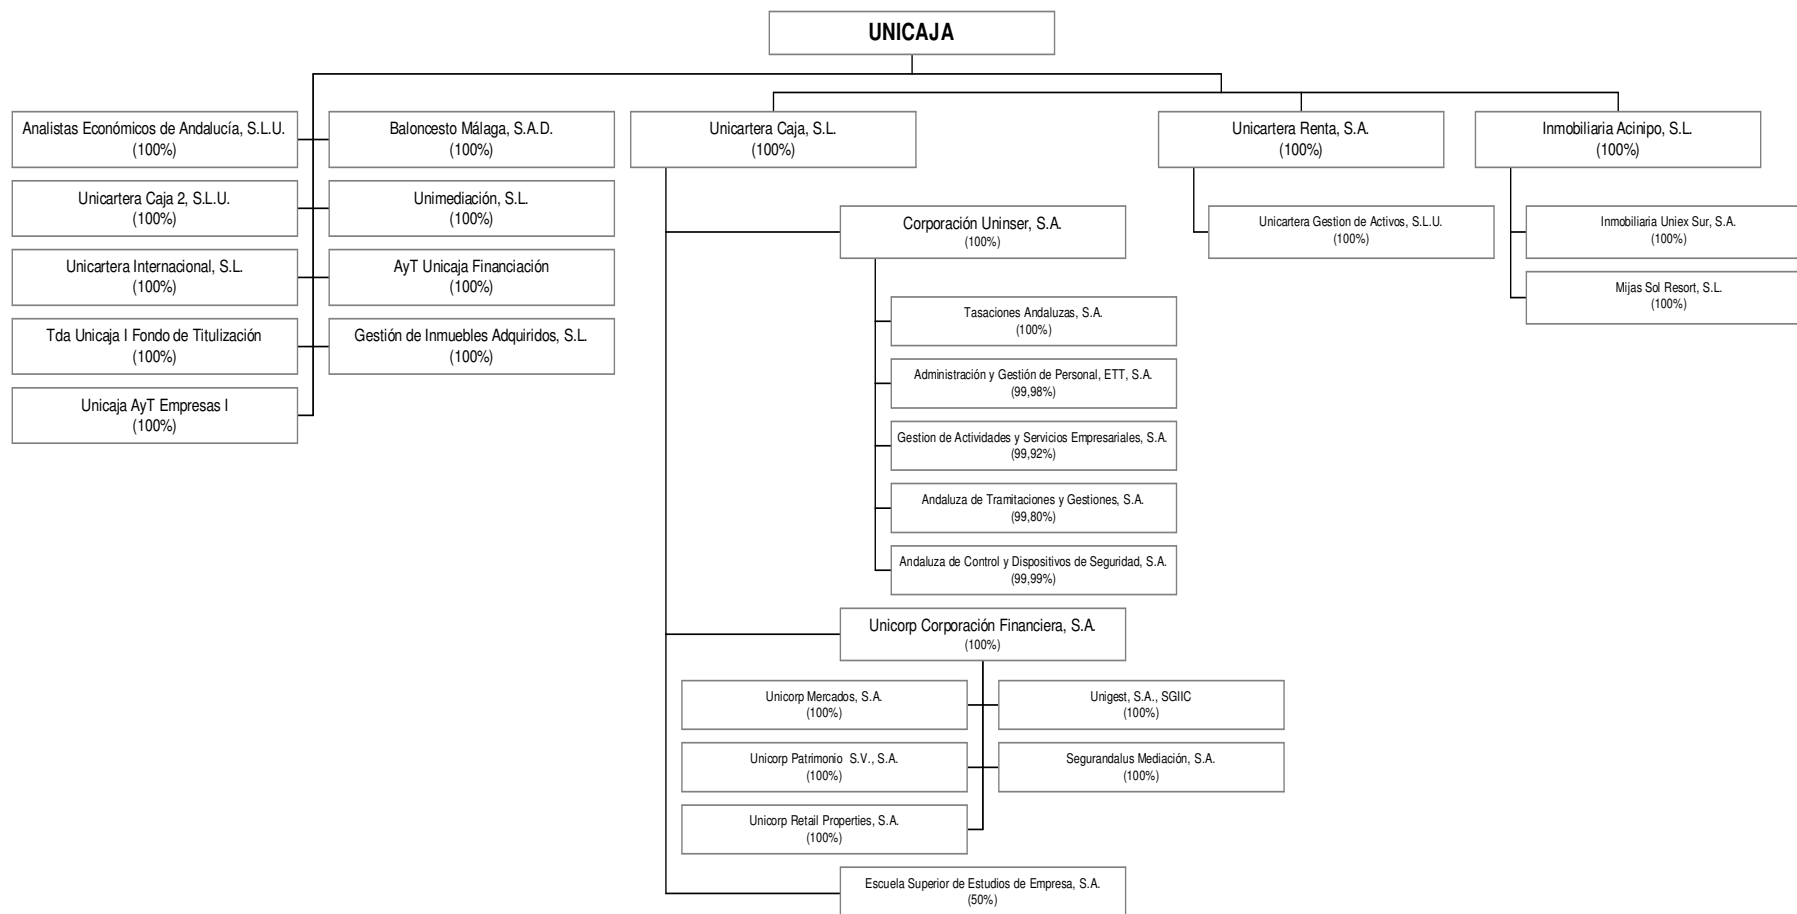 UNICAJA
Analistas Económicos de Andalucía, S.L.U.
(100%)
Baloncesto Málaga, S.A.D.
(100%)
Unicartera Caja 2, S.L.U.
(100%)
Unimediación, S.L.
(100%)
Unicartera Internacional, S.L.
(100%)
AyT Unicaja Financiación
(100%)
Tda Unicaja I Fondo de Titulización
(100%)
Gestión de Inmuebles Adquiridos, S.L.
(100%)
Unicaja AyT Empresas I
(100%)
Unicartera Caja, S.L.
(100%)
Corporación Uninser, S.A.
(100%)
Tasaciones Andaluzas, S.A.
(100%)
Administración y Gestión de Personal, ETT, S.A.
(99,98%)
Gestion de Actividades y Servicios Empresariales, S.A.
(99,92%)
Andaluza de Tramitaciones y Gestiones, S.A.
(99,80%)
Andaluza de Control y Dispositivos de Seguridad, S.A.
(99,99%)
Unicorp Corporación Financiera, S.A.
(100%)
Unicorp Mercados, S.A.
(100%)
Unigest, S.A., SGIIC
(100%)
Unicorp Patrimonio S.V., S.A.
(100%)
Segurandalus Mediación, S.A.
(100%)
Unicorp Retail Properties, S.A.
(100%)
Escuela Superior de Estudios de Empresa, S.A.
(50%)
Unicartera Renta, S.A.
(100%)
Unicartera Gestion de Activos, S.L.U.
(100%)
Inmobiliaria Acinipo, S.L.
(100%)
Inmobiliaria Uniex Sur, S.A.
(100%)
Mijas Sol Resort, S.L.
(100%)